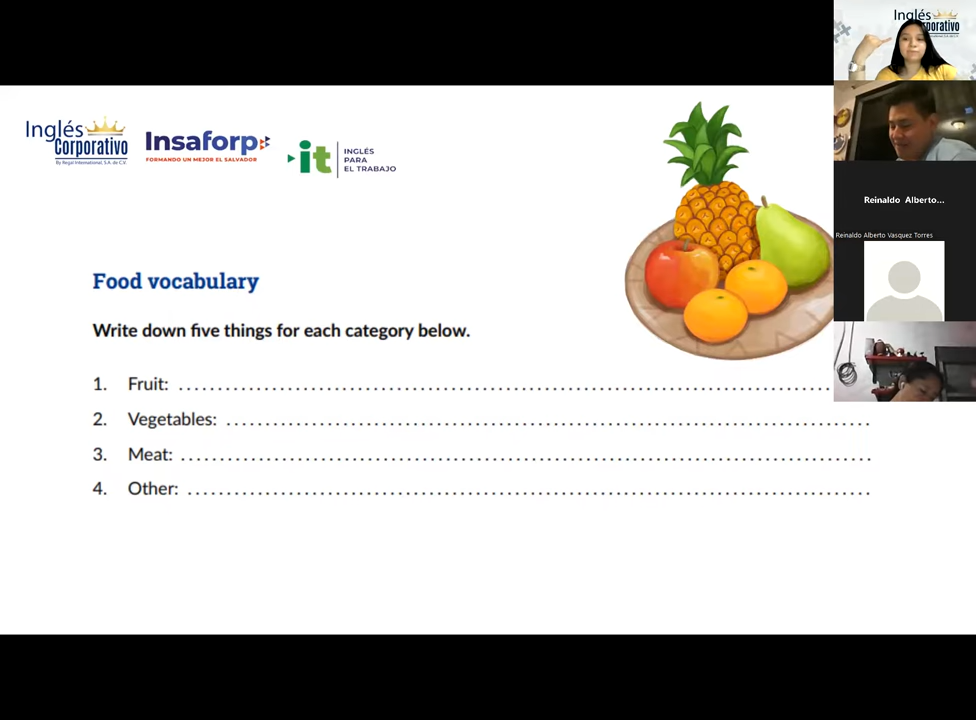 Inglés
Corporativo
By Regal International, S.A. de C.V.
Insaforp
FORMANDO UN MEJOR EL SALVADOR
it
INGLÉS
PARA
EL TRABAJO
Food vocabulary
Write down five things for each category below.
1. Fruit: ........................................................................
2. Vegetables: ........................................................................
3. Meat: ........................................................................
4. Other: ........................................................................
Inglés
Reinaldo Alberto...
Reinaldo Alberto Vasquez Torres